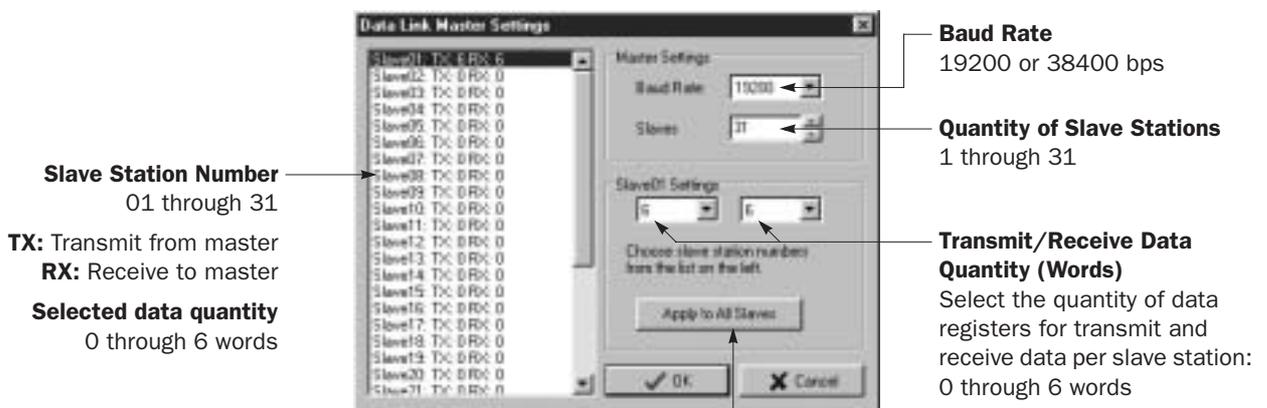 Data Link Master Settings
Slave01: TX: 6 RX: 6
Slave02: TX: 0 RX: 0
Slave03: TX: 0 RX: 0
Slave04: TX: 0 RX: 0
Slave05: TX: 0 RX: 0
Slave06: TX: 0 RX: 0
Slave07: TX: 0 RX: 0
Slave08: TX: 0 RX: 0
Slave09: TX: 0 RX: 0
Slave10: TX: 0 RX: 0
Slave11: TX: 0 RX: 0
Slave12: TX: 0 RX: 0
Slave13: TX: 0 RX: 0
Slave14: TX: 0 RX: 0
Slave15: TX: 0 RX: 0
Slave16: TX: 0 RX: 0
Slave17: TX: 0 RX: 0
Slave18: TX: 0 RX: 0
Slave19: TX: 0 RX: 0
Slave20: TX: 0 RX: 0
Slave21: TX: 0 RX: 0
Master Settings
Baud Rate 19200
Slaves 31
Slave01 Settings
6 6
Choose slave station numbers
from the list on the left.
Apply to All Slaves
OK Cancel
Slave Station Number
01 through 31
TX: Transmit from master
RX: Receive to master
Selected data quantity
0 through 6 words
Baud Rate
19200 or 38400 bps
Quantity of Slave Stations
1 through 31
Transmit/Receive Data
Quantity (Words)
Select the quantity of data
registers for transmit and
receive data per slave station:
0 through 6 words